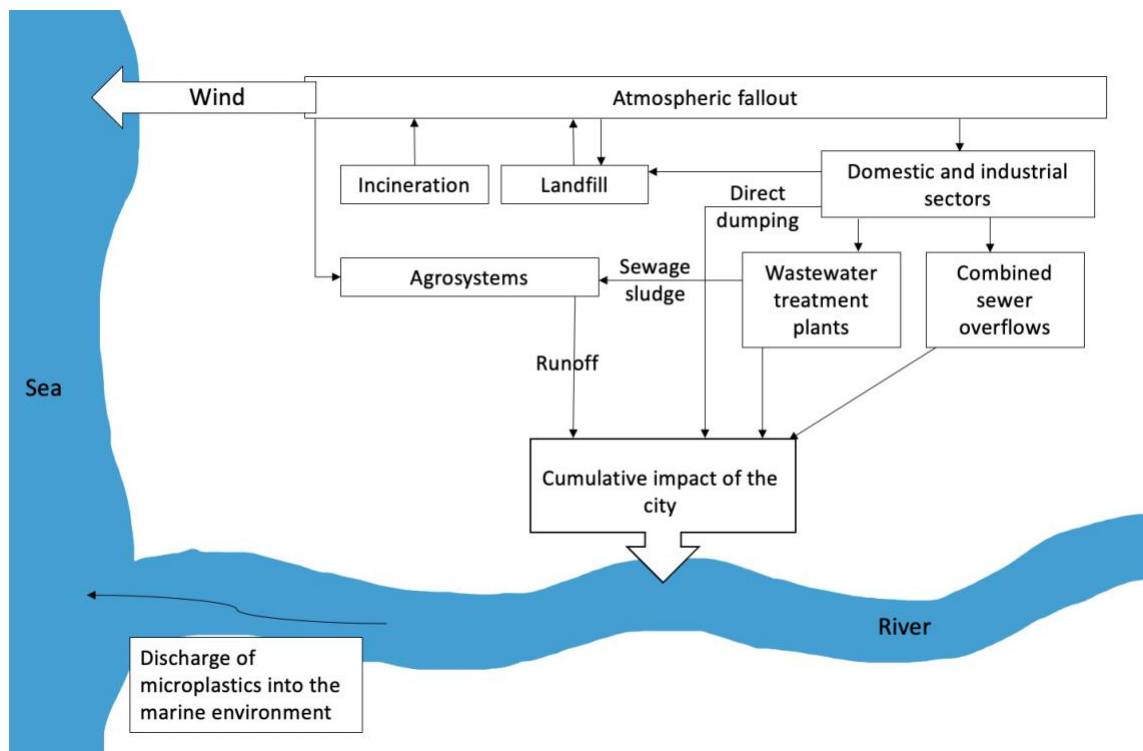 Wind
Atmospheric fallout
Incineration
Landfill
Domestic and industrial
sectors
Direct
dumping
Agrosystems
Sewage
sludge
Wastewater
treatment
plants
Combined
sewer
overflows
Runoff
Sea
Cumulative impact of the
city
River
Discharge of
microplastics into the
marine environment